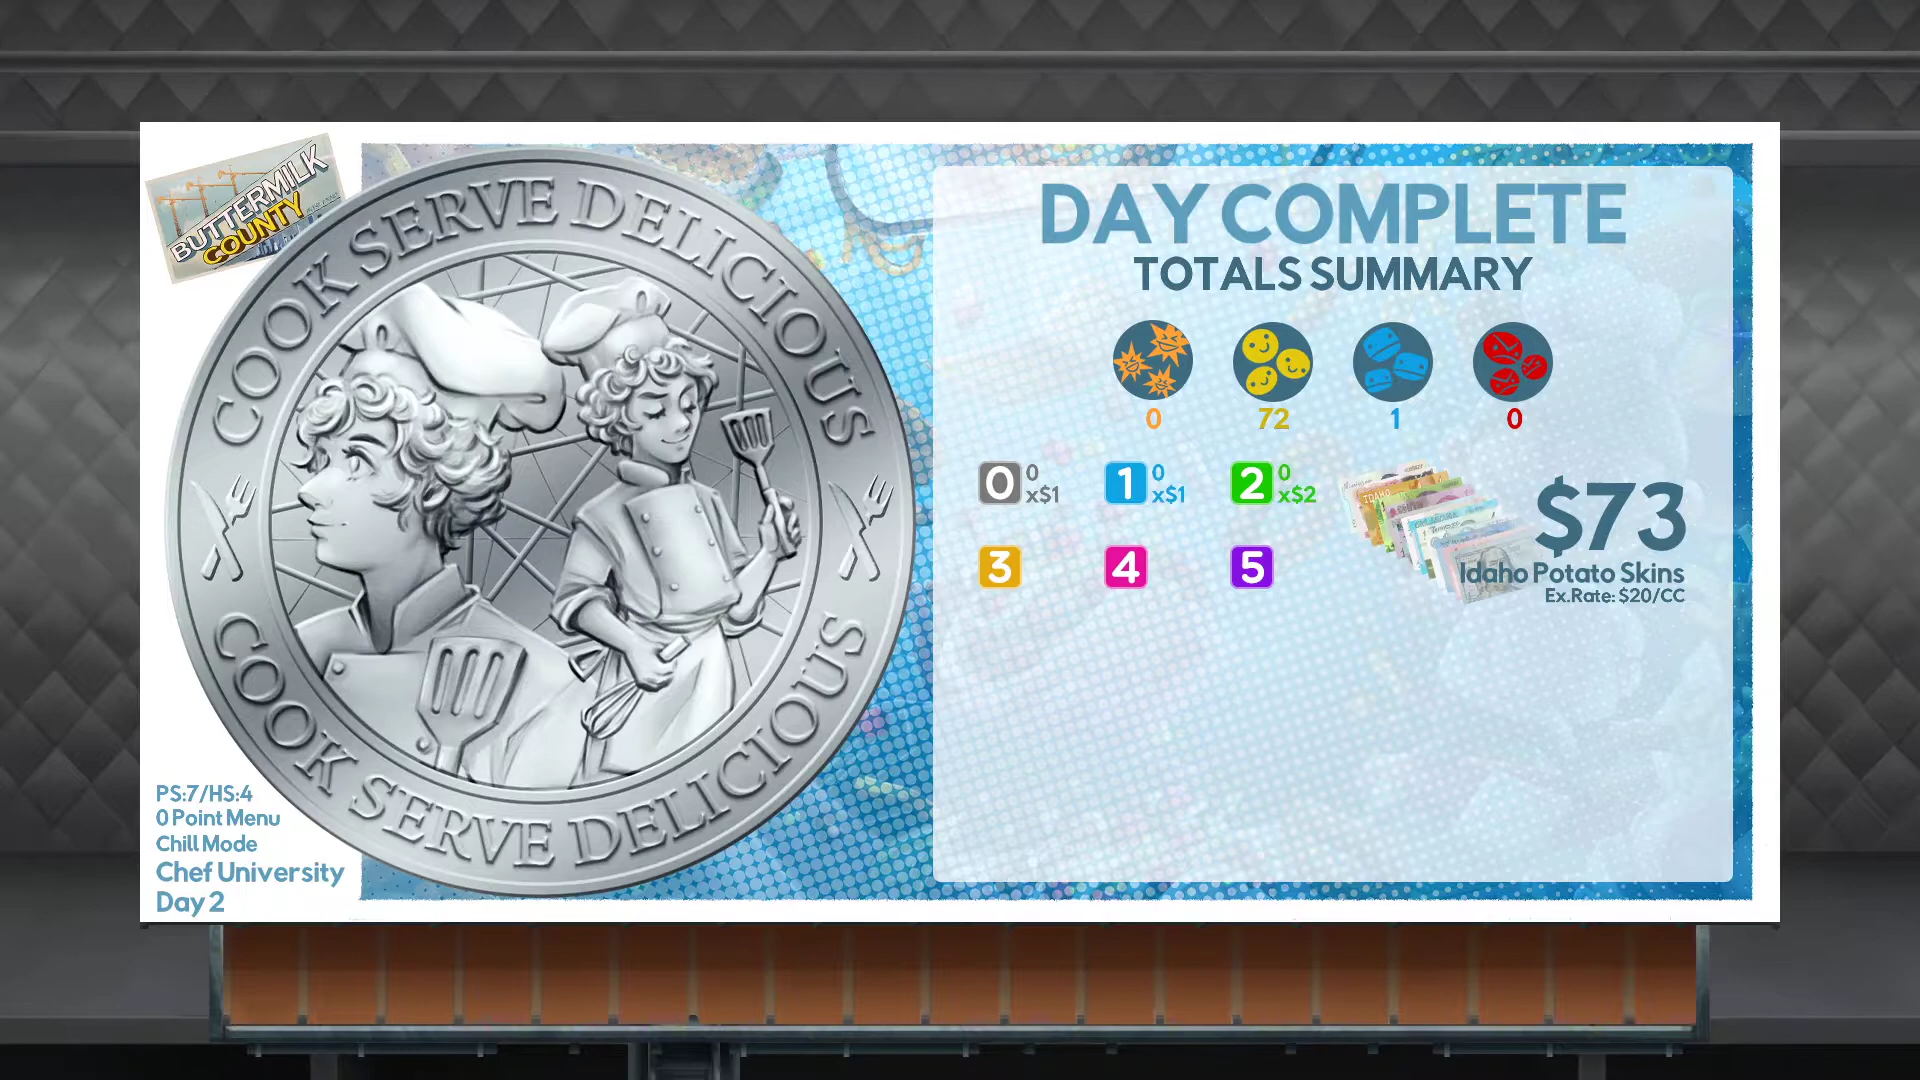 BUTTERMILK
COUNTY
COOK SERVE DELICIOUS
COOK SERVE DELICIOUS
DAY COMPLETE
TOTALS SUMMARY
0 72 1 0
0 0 x$1
1 0 x$1
2 0 x$2
3 4 5
$73
Idaho Potato Skins
Ex.Rate: $20/CC
PS:7/HS:4
0 Point Menu
Chill Mode
Chef University
Day 2